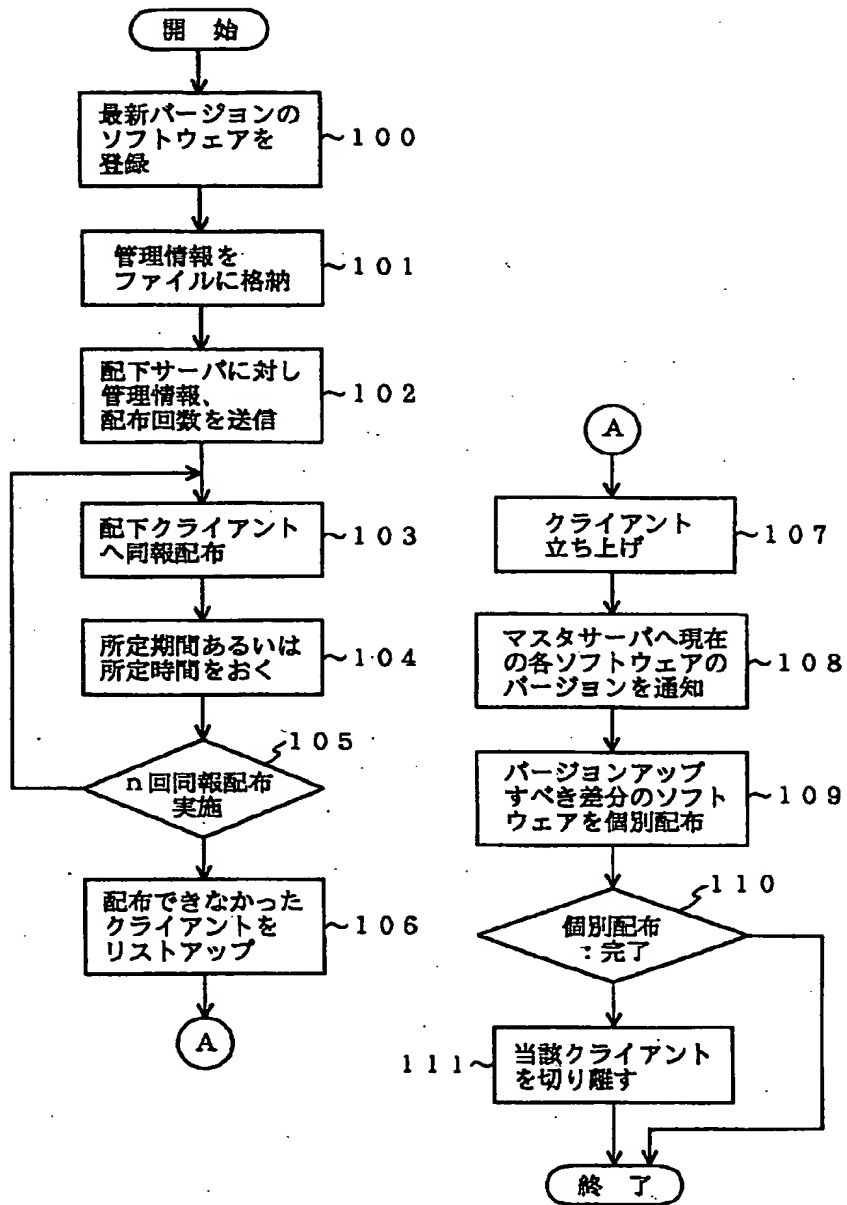 開 始
最新バージョンの
ソフトウェアを
登録
～１００
管理情報を
ファイルに格納
～１０１
配下サーバに対し
管理情報、
配布回数を送信
～１０２
配下クライアント
へ同報配布
～１０３
所定期間あるいは
所定時間をおく
～１０４
１０５
n回同報配布
実施
配布できなかった
クライアントを
リストアップ
～１０６
A
A
クライアント
立ち上げ
～１０７
マスタサーバへ現在
の各ソフトウェアの
バージョンを通知
～１０８
バージョンアップ
すべき差分のソフト
ウェアを個別配布
～１０９
１１０
個別配布
：完了
１１１～
当該クライアント
を切り離す
終 了